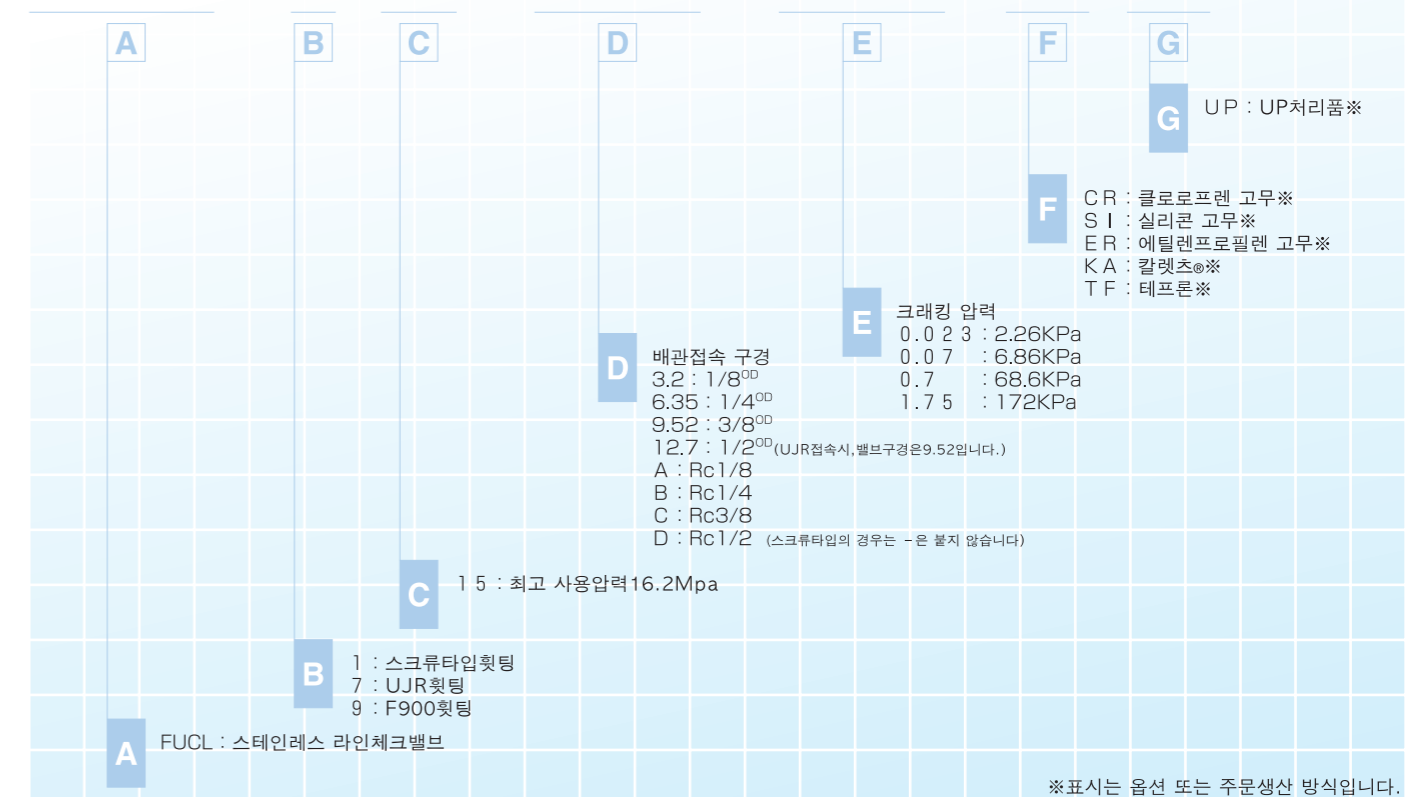 A B C D E F G
G UP : UP처리품※
F CR : 클로로프렌 고무※
SI : 실리콘 고무※
ER : 에틸렌프로필렌 고무※
KA : 칼렛츠®※
TF : 테프론※
E 크래킹 압력
0.023 : 2.26KPa
0.07 : 6.86KPa
0.7 : 68.6KPa
1.75 : 172KPa
D 배관접속 구경
3.2 : 1/8OD
6.35 : 1/4OD
9.52 : 3/8OD
12.7 : 1/2OD(UJR접속시,밸브구경은9.52입니다.)
A : Rc1/8
B : Rc1/4
C : Rc3/8
D : Rc1/2 (스크류타입의 경우는 -은 붙지 않습니다)
C 15 : 최고 사용압력16.2Mpa
B 1 : 스크류타입휫팅
7 : UJR휫팅
9 : F900휫팅
A FUCL : 스테인레스 라인체크밸브
※표시는 옵션 또는 주문생산 방식입니다.